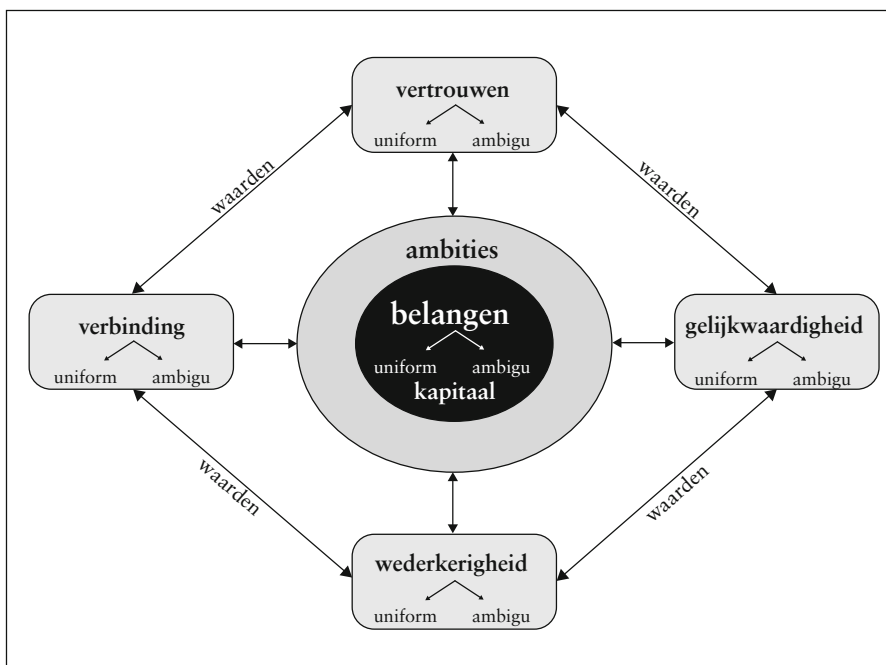 vertrouwen
uniform ambigu
waarden
waarden
ambities
belangen
uniform ambigu
kapitaal
verbinding
uniform ambigu
gelijkwaardigheid
uniform ambigu
waarden
waarden
wederkerigheid
uniform ambigu